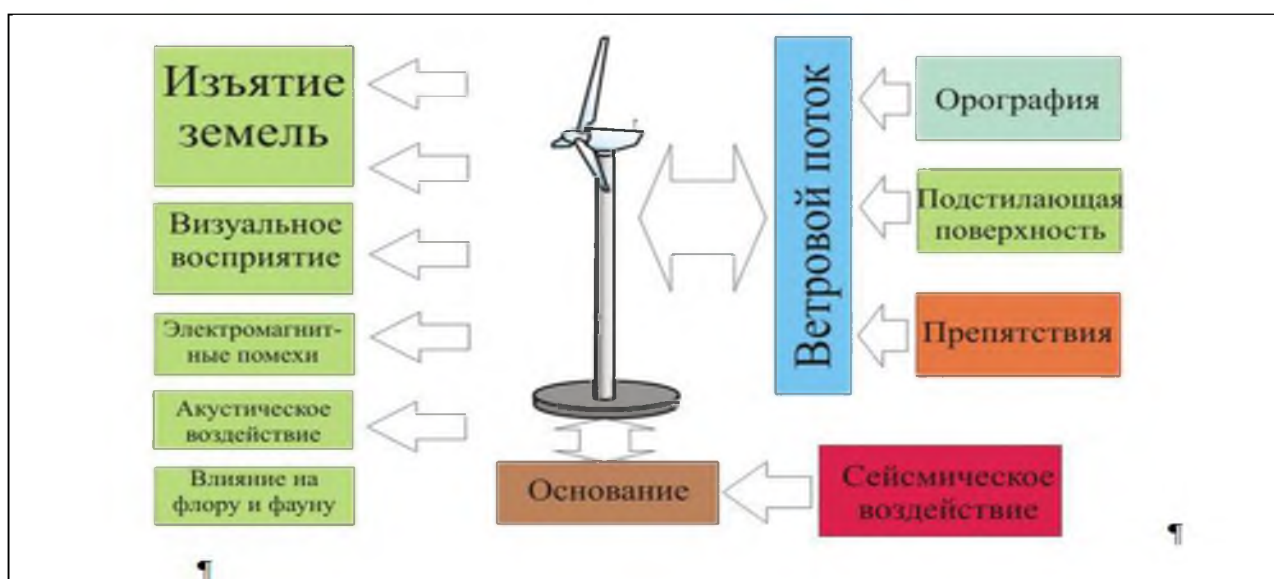 Изъятие
земель
Визуальное
восприятие
Электромагнит-
ные помехи
Акустическое
воздействие
Влияние на
флору и фауну
Основание
Ветровой поток
Орография
Подстилающая
поверхность
Препятствия
Сейсмическое
воздействие
¶
¶